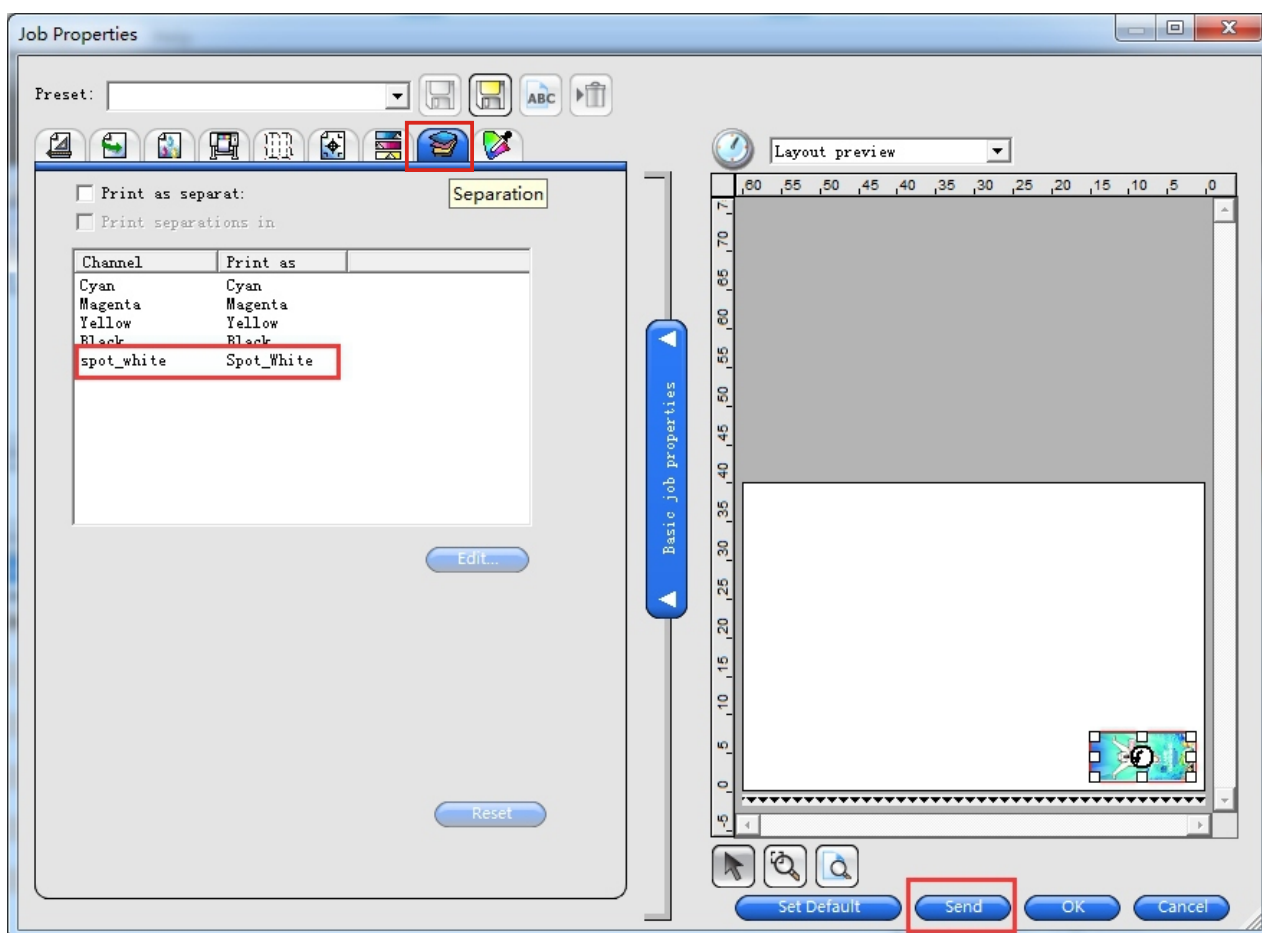 Job Properties
Preset:
ABC
Layout preview
Separation
Print as separat:
Print separations in
Channel Print as
Cyan Cyan
Magenta Magenta
Yellow Yellow
Black Black
spot_white Spot_White
Edit...
Reset
Basic job properties
60 55 50 45 40 35 30 25 20 15 10 5 0
7
70
65
60
55
50
45
40
35
30
25
20
15
10
5
0
-5
Set Default Send OK Cancel